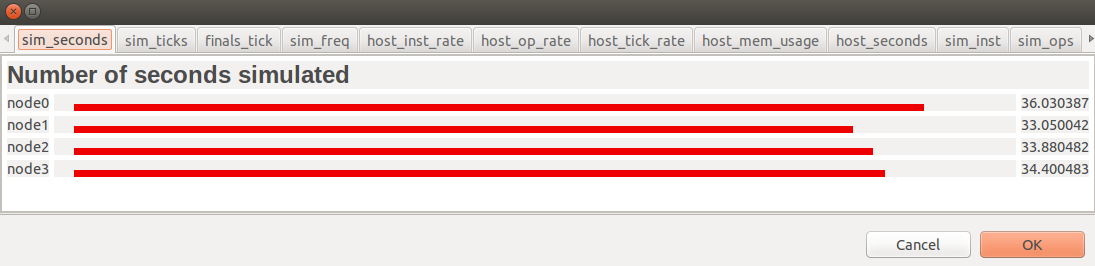 sim_seconds sim_ticks finals_tick sim_freq host_inst_rate host_op_rate host_tick_rate host_mem_usage host_seconds sim_inst sim_ops
Number of seconds simulated
node0 36.030387
node1 33.050042
node2 33.880482
node3 34.400483
Cancel OK